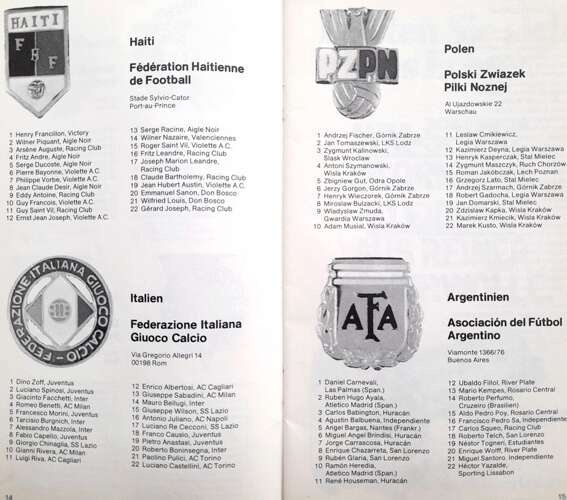 HAITI
FHF
Haiti
Fédération Haitienne
de Football
Stade Sylvio-Cator
Port-au-Prince
1 Henry Francillon, Victery
2 Wilner Piquant, Aigle Noir
3 Arsène Auguste, Racing Club
4 Fritz Andre, Aigle Noir
5 Serge Ducoste, Aigle Noir
6 Pierre Bayonne, Violette A.C.
7 Philippe Vorbe, Violette A.C.
8 Jean Claude Desir, Aigle Noir
9 Eddy Antoine, Racing Club
10 Guy Francois, Violette A.C.
11 Guy Saint Vil, Racing Club
12 Ernst Jean Joseph, Violette A.C.
13 Serge Racine, Aigle Noir
14 Wilner Nazaire, Valenciennes
15 Roger Saint Vil, Violette A.C.
16 Fritz Leandre, Racing Club
17 Joseph Marion Leandre,
Racing Club
18 Claude Bartholemy, Racing Club
19 Jean Hubert Austin, Violette A.C.
20 Emmanuel Sanon, Don Bosco
21 Wilfried Louis, Don Bosco
22 Gérard Joseph, Racing Club
FEDERAZIONE ITALIANA GIUOCO CALCIO
Italien
Federazione Italiana
Giuoco Calcio
Via Gregorio Allegri 14
00198 Rom
1 Dino Zoff, Juventus
2 Luciano Spinosi, Juventus
3 Giacinto Facchetti, Inter
4 Romeo Benetti, AC Milan
5 Francesco Morini, Juventus
6 Tarcisio Burgnich, Inter
7 Alessandro Mazzola, Inter
8 Fabio Capello, Juventus
9 Giorgio Chinaglia, SS Lazio
10 Gianni Rivera, AC Milan
11 Luigi Riva, AC Cagliari
12 Enrico Albertosi, AC Cagliari
13 Giuseppe Sabadini, AC Milan
14 Mauro Bellugi, Inter
15 Giuseppe Wilson, SS Lazio
16 Antonio Juliano, AC Napoli
17 Luciano Re Cecconi, SS Lazio
18 Franco Causio, Juventus
19 Pietro Anastasi, Juventus
20 Roberto Boninsegna, Inter
21 Paolino Pulici, AC Torino
22 Luciano Castellini, AC Torino
14
PZPN
Polen
Polski Zwiazek
Pilki Noznej
Al Ujazdowskie 22
Warschau
1 Andrzej Fischer, Górnik Zabrze
2 Jan Tomaszewski, LKS Lodz
3 Zygmunt Kalinowski,
Slask Wroclaw
4 Antoni Szymanowski,
Wisla Kraków
5 Zbigniew Gut, Odra Opole
6 Jerzy Gorgon, Górnik Zabrze
7 Henryk Wieczorek, Górnik Zabrze
8 Miroslav Bulzacki, LKS Lodz
9 Wladyslaw Zmuda,
Gwardia Warszawa
10 Adam Musial, Wisla Kraków
11 Leslaw Cmikiewicz,
Legia Warszawa
12 Kazimierz Deyna, Legia Warszawa
13 Henryk Kasperczak, Stal Mielec
14 Zygmunt Maszczyk, Ruch Chorzów
15 Roman Jakobczak, Lech Poznan
16 Grzegorz Lato, Stal Mielec
17 Andrzej Szarmach, Górnik Zabrze
18 Robert Gadocha, Legia Warszawa
19 Jan Domarski, Stal Mielec
20 Zdzislaw Kapka, Wisla Kraków
21 Kazimierz Kmiecik, Wisla Kraków
22 Marek Kusto, Wisla Kraków
AFA
Argentinien
Asociación del Fútbol
Argentino
Viamonte 1366/76
Buenos Aires
1 Daniel Carnevali,
Las Palmas (Span.)
2 Ruben Hugo Ayala,
Atletico Madrid (Span.)
3 Carlos Babington, Huracán
4 Agustin Balbuena, Independiente
5 Angel Bargas, Nantes (Frankr.)
6 Miguel Angel Brindisi, Huracán
7 Jorge Carrascosa, Huracán
8 Enrique Chazarreta, San Lorenzo
9 Rubén Glaria, San Lorenzo
10 Ramón Heredia,
Atletico Madrid (Span.)
11 René Houseman, Huracán
12 Ubaldo Fillol, River Plate
13 Mario Kempes, Rosario Central
14 Roberto Perfumo,
Cruzeiro (Brasilien)
15 Aldo Pedro Poy, Rosario Central
16 Francisco Pedro Sa, Independiente
17 Carlos Squeo, Racing Club
18 Roberto Telch, San Lorenzo
19 Néstor Togneri, Estudiantes
20 Enrique Wolff, River Plate
21 Miguel Santoro, Independiente
22 Héctor Yazalde,
Sporting Lissabon
15